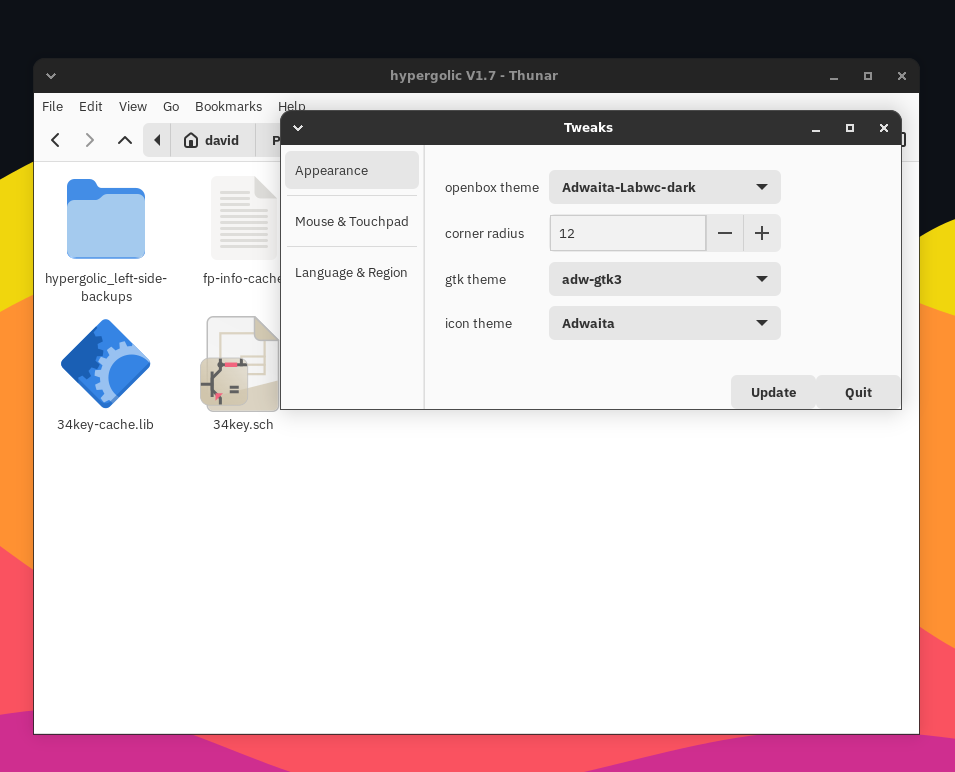 hypergolic V1.7 - Thunar
File Edit View Go Bookmarks Help
david
hypergolic_left-side-
backups
fp-info-cache
34key-cache.lib
34key.sch
Tweaks
Appearance
Mouse & Touchpad
Language & Region
openbox theme Adwaita-Labwc-dark
corner radius 12
gtk theme adw-gtk3
icon theme Adwaita
Update Quit